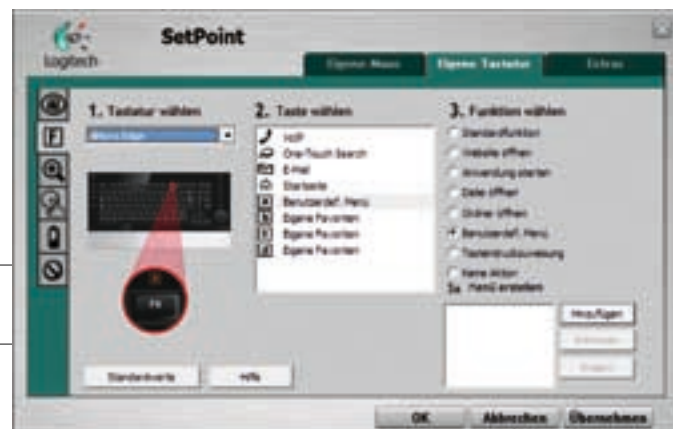 SetPoint
Logitech
Eigene Maus
Eigene Tastatur
Extras
1. Tastatur wählen
2. Taste wählen
VoIP
One-Touch Search
E-Mail
Startseite
Benutzerdef. Menü
Eigene Favoriten
Eigene Favoriten
Eigene Favoriten
3. Funktion wählen
Standardfunktion
Website öffnen
Anwendung starten
Datei öffnen
Ordner öffnen
Benutzerdef. Menü
Tastendruckzuweisung
Keine Aktion
5a Menü erstellen
Hinzufügen
Standardwerte
Hilfe
OK
Abbrechen
Übernehmen